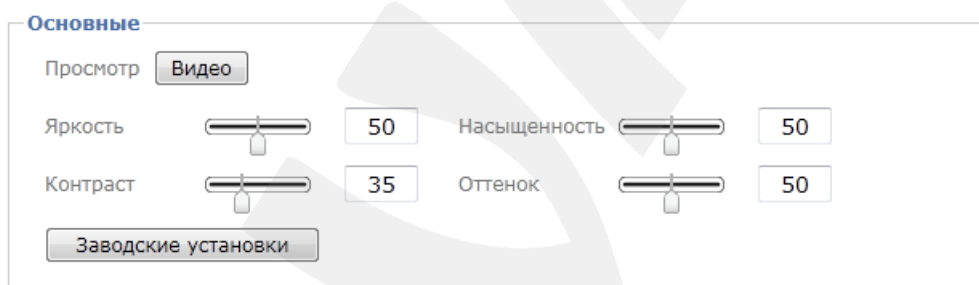 Основные
Просмотр Видео
Яркость 50 Насыщенность 50
Контраст 35 Оттенок 50
Заводские установки